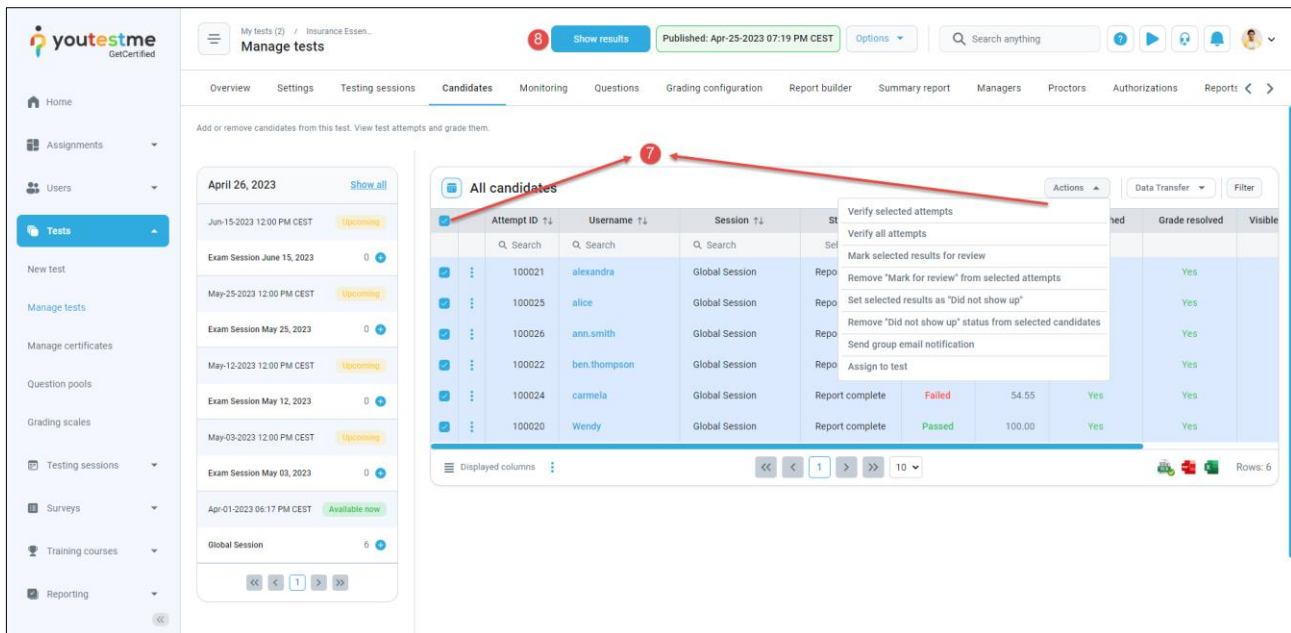 youtestme
GetCertified
Home
Assignments
Users
Tests
New test
Manage tests
Manage certificates
Question pools
Grading scales
Testing sessions
Surveys
Training courses
Reporting
My tests (2) / Insurance Essen...
Manage tests
8
Show results
Published: Apr-25-2023 07:19 PM CEST
Options
Search anything
Overview Settings Testing sessions Candidates Monitoring Questions Grading configuration Report builder Summary report Managers Proctors Authorizations Reports
Add or remove candidates from this test. View test attempts and grade them.
7
April 26, 2023 Show all
Jun-15-2023 12:00 PM CEST Upcoming
Exam Session June 15, 2023 0
May-25-2023 12:00 PM CEST Upcoming
Exam Session May 25, 2023 0
May-12-2023 12:00 PM CEST Upcoming
Exam Session May 12, 2023 0
May-03-2023 12:00 PM CEST Upcoming
Exam Session May 03, 2023 0
Apr-01-2023 06:17 PM CEST Available now
Global Session 6
1
All candidates
Actions Data Transfer Filter
Attempt ID Username Session St hed Grade resolved Visible
Search Search Search Sel
100021 alexandra Global Session Repo Yes
100025 alice Global Session Repo Yes
100026 ann.smith Global Session Repo Yes
100022 ben.thompson Global Session Repo Yes
100024 carmela Global Session Report complete Failed 54.55 Yes Yes
100020 Wendy Global Session Report complete Passed 100.00 Yes Yes
Verify selected attempts
Verify all attempts
Mark selected results for review
Remove "Mark for review" from selected attempts
Set selected results as "Did not show up"
Remove "Did not show up" status from selected candidates
Send group email notification
Assign to test
Displayed columns 1 10 Rows: 6